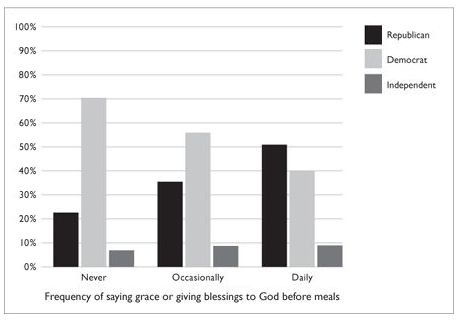 100%
90%
80%
70%
60%
50%
40%
30%
20%
10%
0%
Republican
Democrat
Independent
Never Occasionally Daily
Frequency of saying grace or giving blessings to God before meals